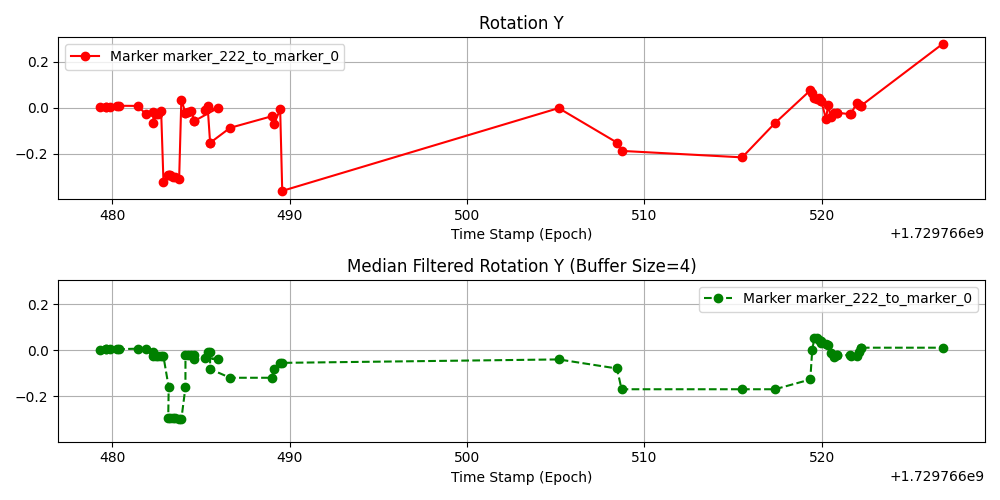 Rotation Y
Marker marker_222_to_marker_0
0.2
0.0
−0.2
480 490 500 510 520
Time Stamp (Epoch)
+1.729766e9
Median Filtered Rotation Y (Buffer Size=4)
Marker marker_222_to_marker_0
0.2
0.0
−0.2
480 490 500 510 520
Time Stamp (Epoch)
+1.729766e9